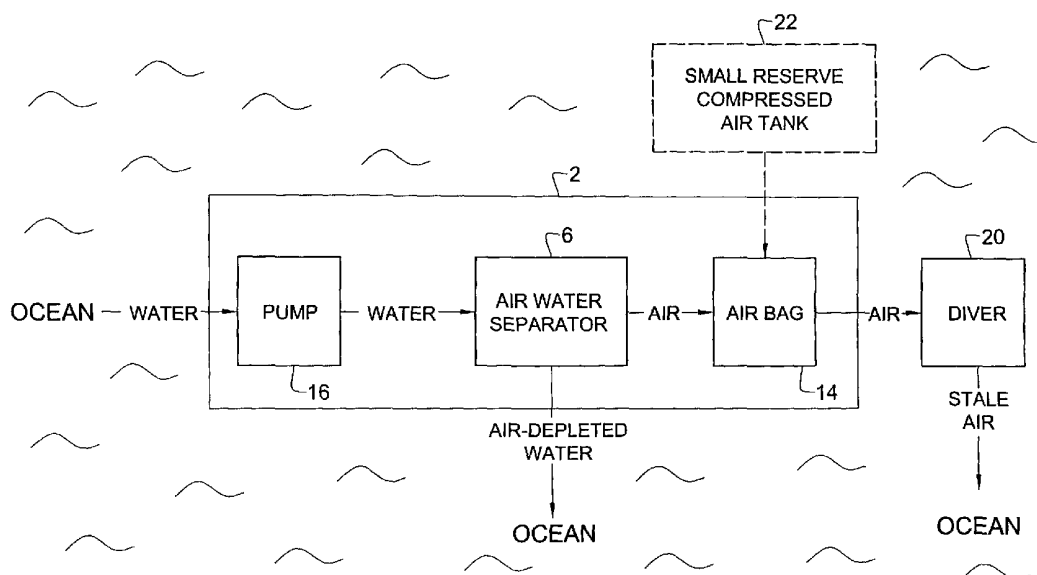 22
SMALL RESERVE
COMPRESSED
AIR TANK
2
6
20
OCEAN
WATER
PUMP
WATER
AIR WATER
SEPARATOR
AIR
AIR BAG
AIR
DIVER
16
14
STALE
AIR
AIR-DEPLETED
WATER
OCEAN
OCEAN